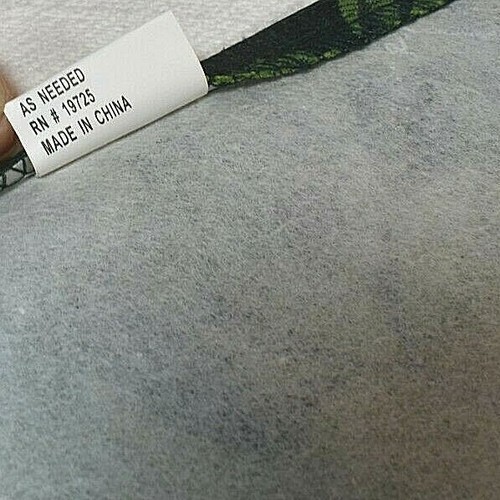 AS NEEDED
RN # 19725
MADE IN CHINA